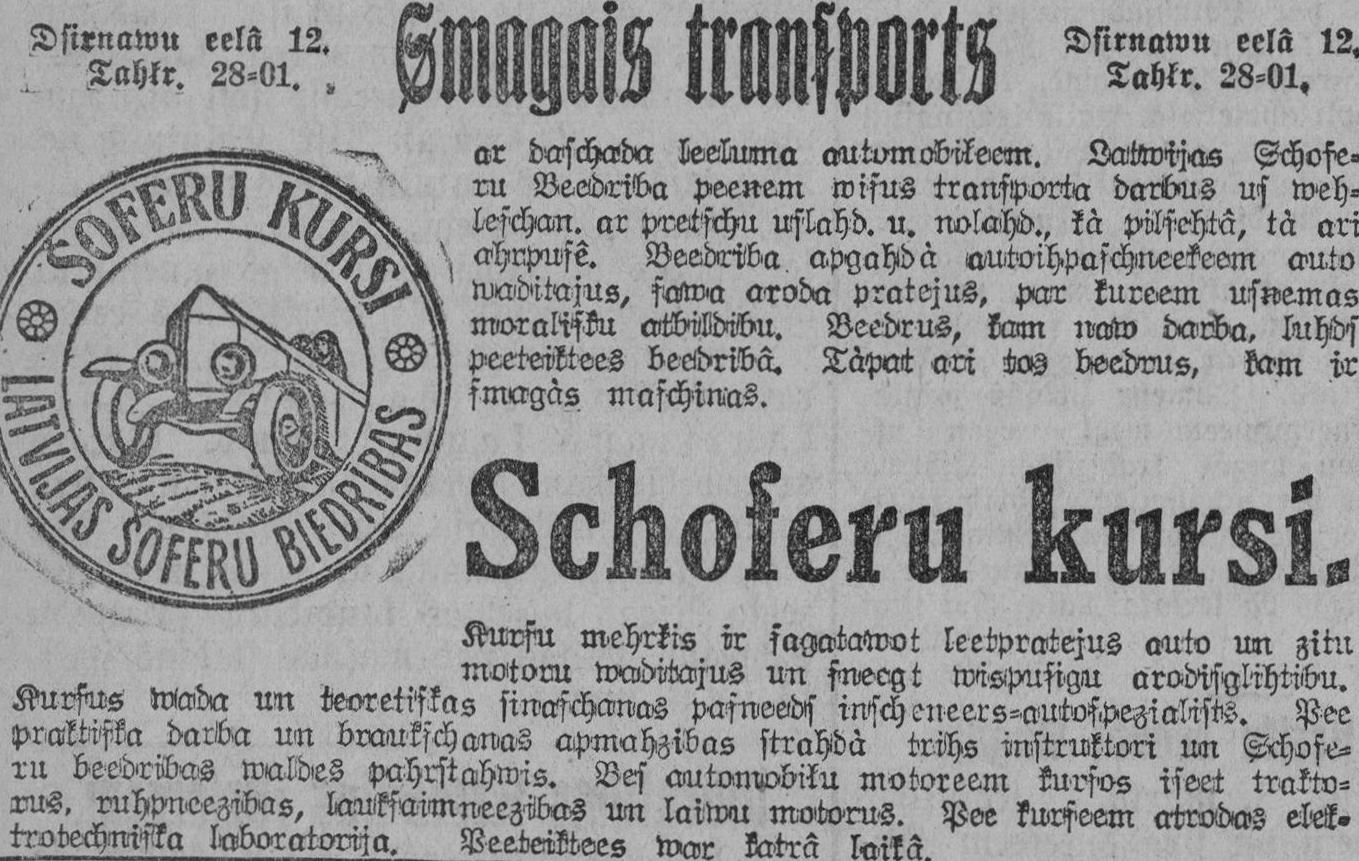 Dsirnawu eelâ 12.
Tahlr. 28-01.
Smagais transports
Dsirnawu eelâ 12.
Tahlr. 28-01.
ar daschada leeluma automobileem. Latwijas Schofe-
ru Beedriba peenem wisus transporta darbus us weh-
leschan. ar pretschu uslahd. u. nolahd., kà pilsehtâ, tà ari
ahrpusê. Beedriba apgahdà autoihpaschneekeem auto
waditajus, sawa aroda pratejus, par kureem usnemas
moralisku atbildibu. Beedrus, kam naw darba, luhds
peeteiktees beedribâ. Tàpat ari tos beedrus, kam ir
smagàs maschinas.
SOFERU KURSI
LATVIJAS SOFERU BIEDRIBAS
Schoferu kursi.
Kursu mehrkis ir sagatawot leetpratejus auto un zitu
motoru waditajus un sneegt wispusigu arodisglihtibu.
Kursus wada un teoretiskas sinaschanas pasneeds inscheneers-autospezialists. Pee
praktiska darba un braukschanas apmahzibas strahdà trihs instruktori un Schofe-
ru beedribas waldes pahrstahwis. Bes automobilu motoreem kursos iseet trakto-
rus, ruhpneezibas, lauksaimneezibas un laiwu motorus. Pee kurseem atrodas elek-
trotechniska laboratorija. Peeteiktees war katrâ laikâ.